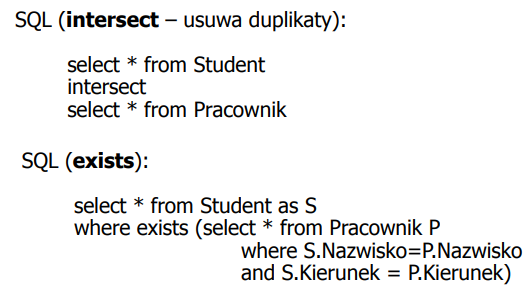 SQL (intersect – usuwa duplikaty):
select * from Student
intersect
select * from Pracownik
SQL (exists):
select * from Student as S
where exists (select * from Pracownik P
where S.Nazwisko=P.Nazwisko
and S.Kierunek = P.Kierunek)